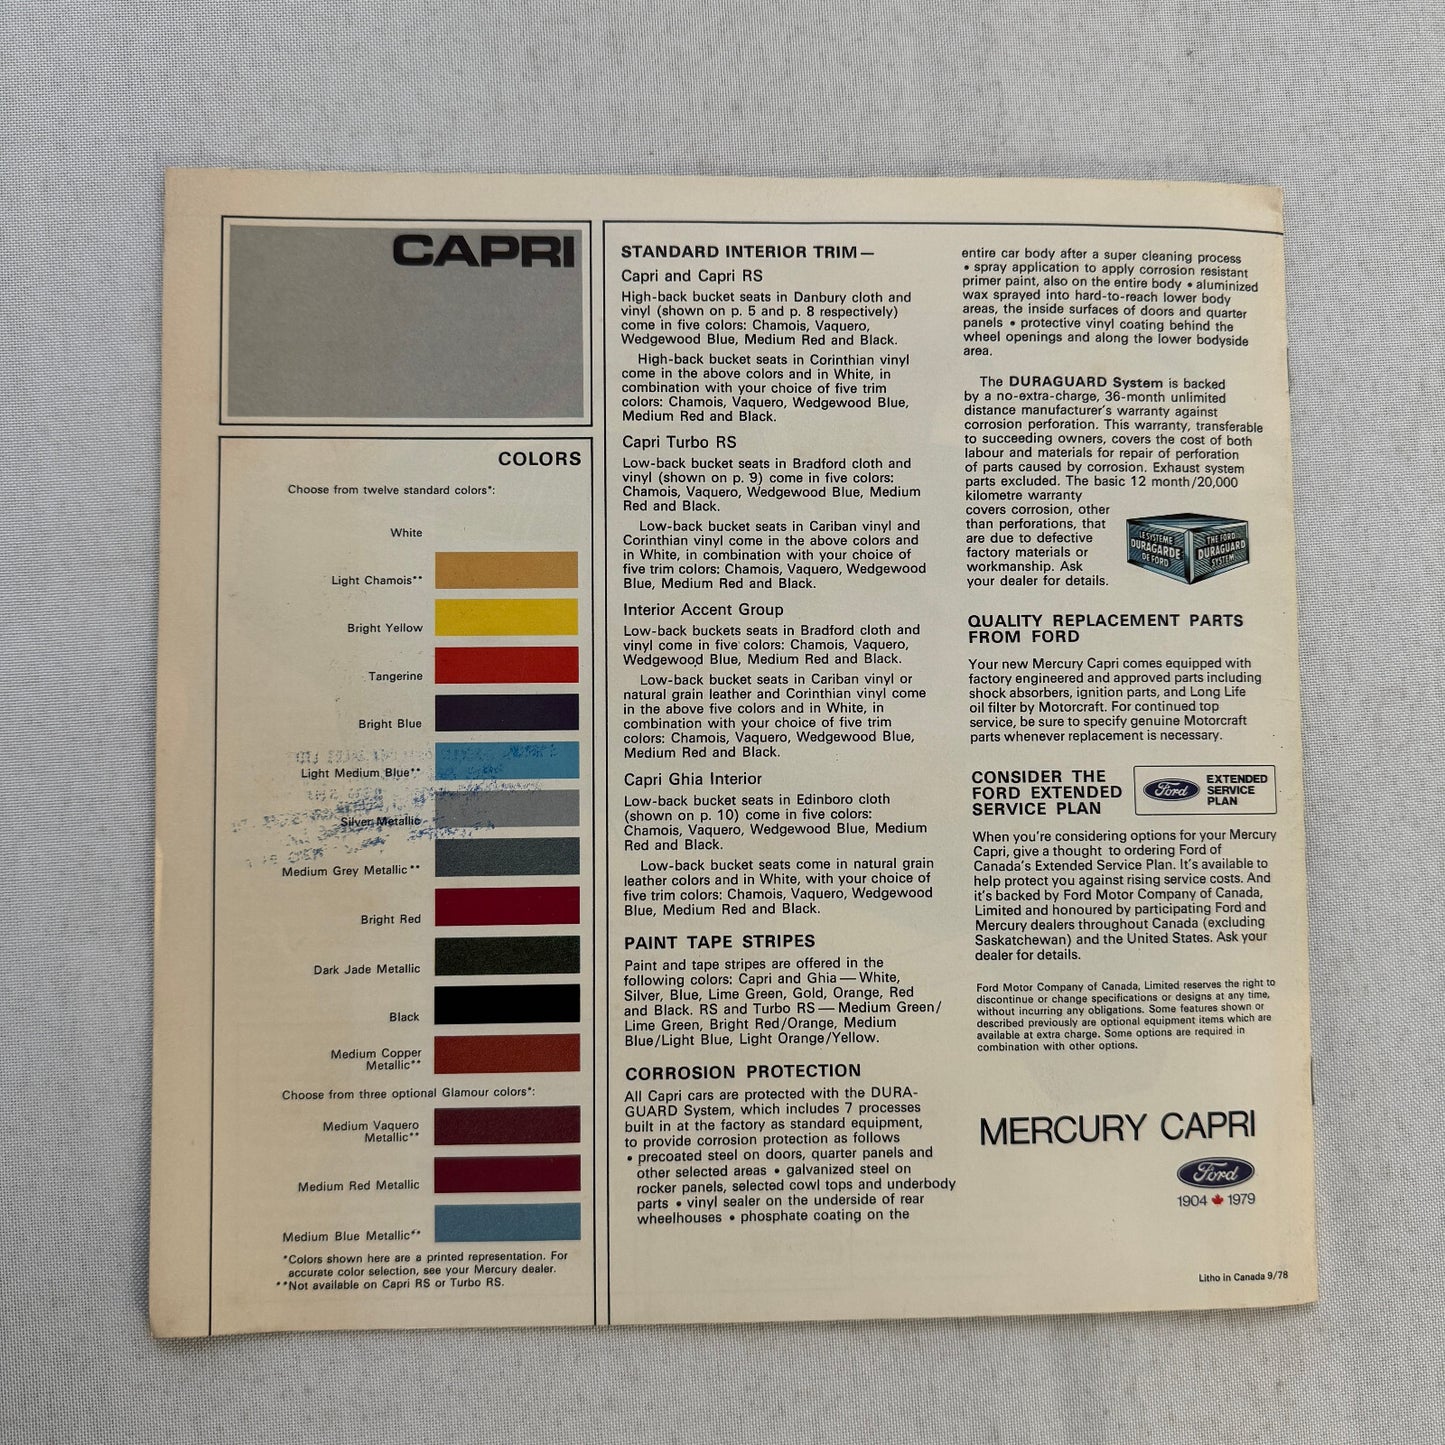 CAPRI
COLORS
Choose from twelve standard colors*:
White
Light Chamois**
Bright Yellow
Tangerine
Bright Blue
Light Medium Blue**
Silver Metallic
Medium Grey Metallic**
Bright Red
Dark Jade Metallic
Black
Medium Copper
Metallic**
Choose from three optional Glamour colors*:
Medium Vaquero
Metallic**
Medium Red Metallic
Medium Blue Metallic**
*Colors shown here are a printed representation. For
accurate color selection, see your Mercury dealer.
**Not available on Capri RS or Turbo RS.
STANDARD INTERIOR TRIM—
Capri and Capri RS
High-back bucket seats in Danbury cloth and
vinyl (shown on p. 5 and p. 8 respectively)
come in five colors: Chamois, Vaquero,
Wedgewood Blue, Medium Red and Black.
High-back bucket seats in Corinthian vinyl
come in the above colors and in White, in
combination with your choice of five trim
colors: Chamois, Vaquero, Wedgewood Blue,
Medium Red and Black.
Capri Turbo RS
Low-back bucket seats in Bradford cloth and
vinyl (shown on p. 9) come in five colors:
Chamois, Vaquero, Wedgewood Blue, Medium
Red and Black.
Low-back bucket seats in Cariban vinyl and
Corinthian vinyl come in the above colors and
in White, in combination with your choice of
five trim colors: Chamois, Vaquero, Wedgewood
Blue, Medium Red and Black.
Interior Accent Group
Low-back buckets seats in Bradford cloth and
vinyl come in five colors: Chamois, Vaquero,
Wedgewood Blue, Medium Red and Black.
Low-back bucket seats in Cariban vinyl or
natural grain leather and Corinthian vinyl come
in the above five colors and in White, in
combination with your choice of five trim
colors: Chamois, Vaquero, Wedgewood Blue,
Medium Red and Black.
Capri Ghia Interior
Low-back bucket seats in Edinboro cloth
(shown on p. 10) come in five colors:
Chamois, Vaquero, Wedgewood Blue, Medium
Red and Black.
Low-back bucket seats come in natural grain
leather colors and in White, with your choice of
five trim colors: Chamois, Vaquero, Wedgewood
Blue, Medium Red and Black.
PAINT TAPE STRIPES
Paint and tape stripes are offered in the
following colors: Capri and Ghia—White,
Silver, Blue, Lime Green, Gold, Orange, Red
and Black. RS and Turbo RS—Medium Green/
Lime Green, Bright Red/Orange, Medium
Blue/Light Blue, Light Orange/Yellow.
CORROSION PROTECTION
All Capri cars are protected with the DURA-
GUARD System, which includes 7 processes
built in at the factory as standard equipment,
to provide corrosion protection as follows
• precoated steel on doors, quarter panels and
other selected areas • galvanized steel on
rocker panels, selected cowl tops and underbody
parts • vinyl sealer on the underside of rear
wheelhouses • phosphate coating on the
entire car body after a super cleaning process
• spray application to apply corrosion resistant
primer paint, also on the entire body • aluminized
wax sprayed into hard-to-reach lower body
areas, the inside surfaces of doors and quarter
panels • protective vinyl coating behind the
wheel openings and along the lower bodyside
area.
The DURAGUARD System is backed
by a no-extra-charge, 36-month unlimited
distance manufacturer's warranty against
corrosion perforation. This warranty, transferable
to succeeding owners, covers the cost of both
labour and materials for repair of perforation
of parts caused by corrosion. Exhaust system
parts excluded. The basic 12 month/20,000
kilometre warranty
covers corrosion, other
than perforations, that
are due to defective
factory materials or
workmanship. Ask
your dealer for details.
LE SYSTÈME
DURAGARDE
DE FORD
THE FORD
DURAGUARD
SYSTEM
QUALITY REPLACEMENT PARTS
FROM FORD
Your new Mercury Capri comes equipped with
factory engineered and approved parts including
shock absorbers, ignition parts, and Long Life
oil filter by Motorcraft. For continued top
service, be sure to specify genuine Motorcraft
parts whenever replacement is necessary.
CONSIDER THE
FORD EXTENDED
SERVICE PLAN
Ford
EXTENDED
SERVICE
PLAN
When you're considering options for your Mercury
Capri, give a thought to ordering Ford of
Canada's Extended Service Plan. It's available to
help protect you against rising service costs. And
it's backed by Ford Motor Company of Canada,
Limited and honoured by participating Ford and
Mercury dealers throughout Canada (excluding
Saskatchewan) and the United States. Ask your
dealer for details.
Ford Motor Company of Canada, Limited reserves the right to
discontinue or change specifications or designs at any time,
without incurring any obligations. Some features shown or
described previously are optional equipment items which are
available at extra charge. Some options are required in
combination with other options.
MERCURY CAPRI
Ford
1904 1979
Litho in Canada 9/78